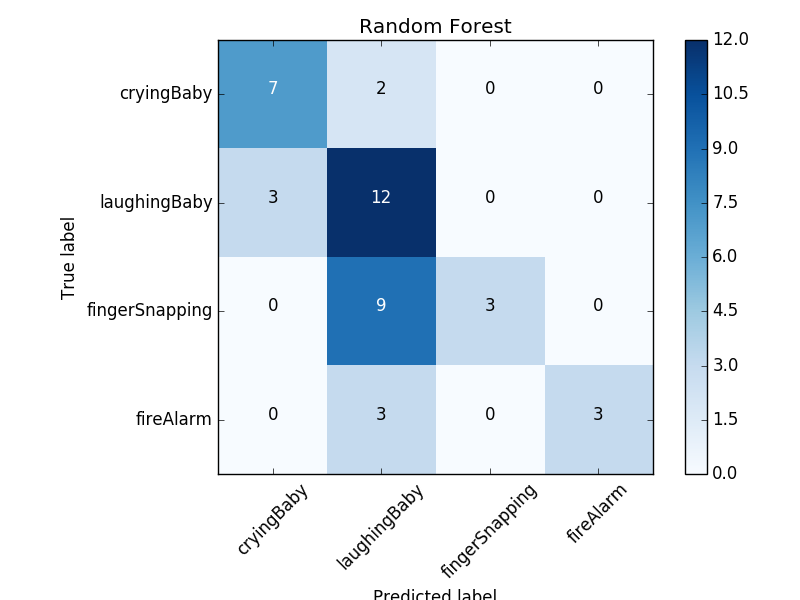 Random Forest
cryingBaby 7 2 0 0
laughingBaby 3 12 0 0
fingerSnapping 0 9 3 0
fireAlarm 0 3 0 3
cryingBaby laughingBaby fingerSnapping fireAlarm
True label
Predicted label
12.0
10.5
9.0
7.5
6.0
4.5
3.0
1.5
0.0